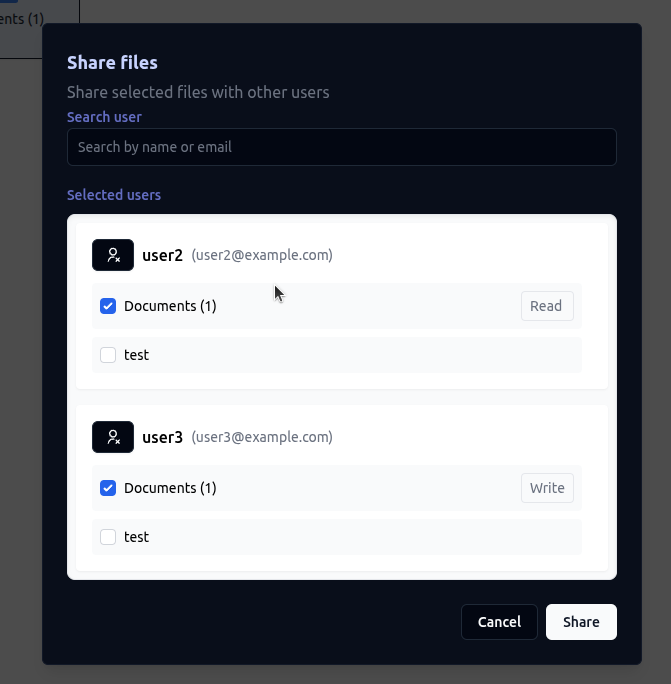 ents (1)
Share files
Share selected files with other users
Search user
Search by name or email
Selected users
user2 (user2@example.com)
Documents (1) Read
test
user3 (user3@example.com)
Documents (1) Write
test
Cancel Share